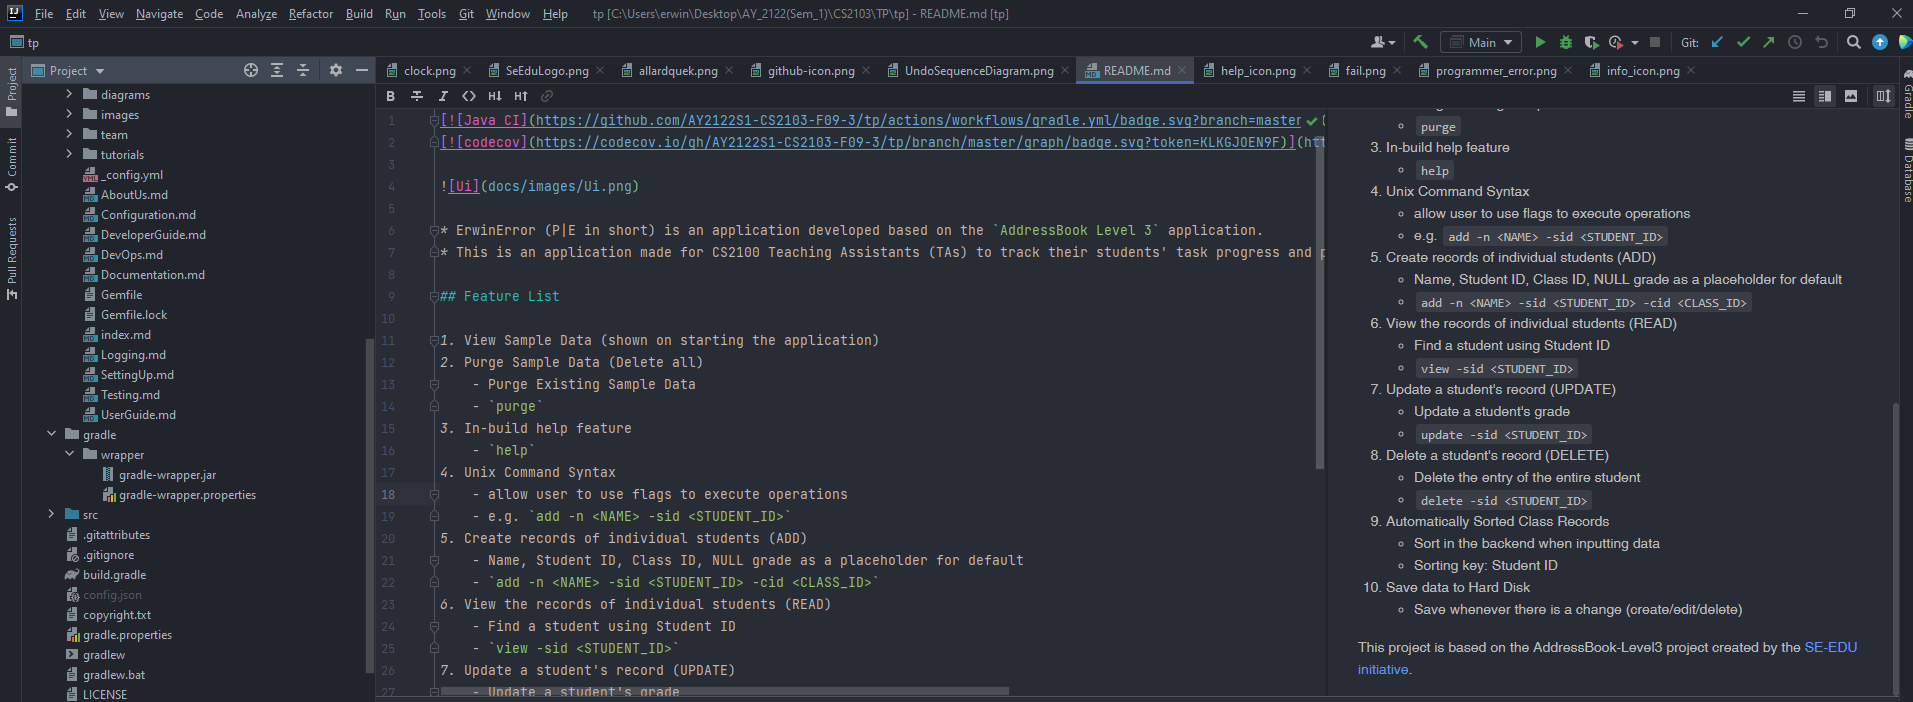 File Edit View Navigate Code Analyze Refactor Build Run Tools Git Window Help tp [C:\Users\erwin\Desktop\AY_2122(Sem_1)\CS2103\TP\tp] - README.md [tp]
tp
Main
Git:
Project
clock.png
SeEduLogo.png
allardquek.png
github-icon.png
UndoSequenceDiagram.png
README.md
help_icon.png
fail.png
programmer_error.png
info_icon.png
Project
Commit
Pull Requests
diagrams
images
team
tutorials
_config.yml
AboutUs.md
Configuration.md
DeveloperGuide.md
DevOps.md
Documentation.md
Gemfile
Gemfile.lock
index.md
Logging.md
SettingUp.md
Testing.md
UserGuide.md
gradle
wrapper
gradle-wrapper.jar
gradle-wrapper.properties
src
.gitattributes
.gitignore
build.gradle
config.json
copyright.txt
gradle.properties
gradlew
gradlew.bat
LICENSE
1 [![Java CI](https://github.com/AY2122S1-CS2103-F09-3/tp/actions/workflows/gradle.yml/badge.svg?branch=master
2 [![codecov](https://codecov.io/gh/AY2122S1-CS2103-F09-3/tp/branch/master/graph/badge.svg?token=KLKGJOEN9F)](htt
3
4 ![Ui](docs/images/Ui.png)
5
6 * ErwinError (P|E in short) is an application developed based on the `AddressBook Level 3` application.
7 * This is an application made for CS2100 Teaching Assistants (TAs) to track their students' task progress and p
8
9 ## Feature List
10
11 1. View Sample Data (shown on starting the application)
12 2. Purge Sample Data (Delete all)
13 - Purge Existing Sample Data
14 - `purge`
15 3. In-build help feature
16 - `help`
17 4. Unix Command Syntax
18 - allow user to use flags to execute operations
19 - e.g. `add -n <NAME> -sid <STUDENT_ID>`
20 5. Create records of individual students (ADD)
21 - Name, Student ID, Class ID, NULL grade as a placeholder for default
22 - `add -n <NAME> -sid <STUDENT_ID> -cid <CLASS_ID>`
23 6. View the records of individual students (READ)
24 - Find a student using Student ID
25 - `view -sid <STUDENT_ID>`
26 7. Update a student's record (UPDATE)
27 - Update a student's grade
purge
3. In-build help feature
help
4. Unix Command Syntax
allow user to use flags to execute operations
e.g. add -n <NAME> -sid <STUDENT_ID>
5. Create records of individual students (ADD)
Name, Student ID, Class ID, NULL grade as a placeholder for default
add -n <NAME> -sid <STUDENT_ID> -cid <CLASS_ID>
6. View the records of individual students (READ)
Find a student using Student ID
view -sid <STUDENT_ID>
7. Update a student's record (UPDATE)
Update a student's grade
update -sid <STUDENT_ID>
8. Delete a student's record (DELETE)
Delete the entry of the entire student
delete -sid <STUDENT_ID>
9. Automatically Sorted Class Records
Sort in the backend when inputting data
Sorting key: Student ID
10. Save data to Hard Disk
Save whenever there is a change (create/edit/delete)
This project is based on the AddressBook-Level3 project created by the SE-EDU
initiative.
Gradle
Database